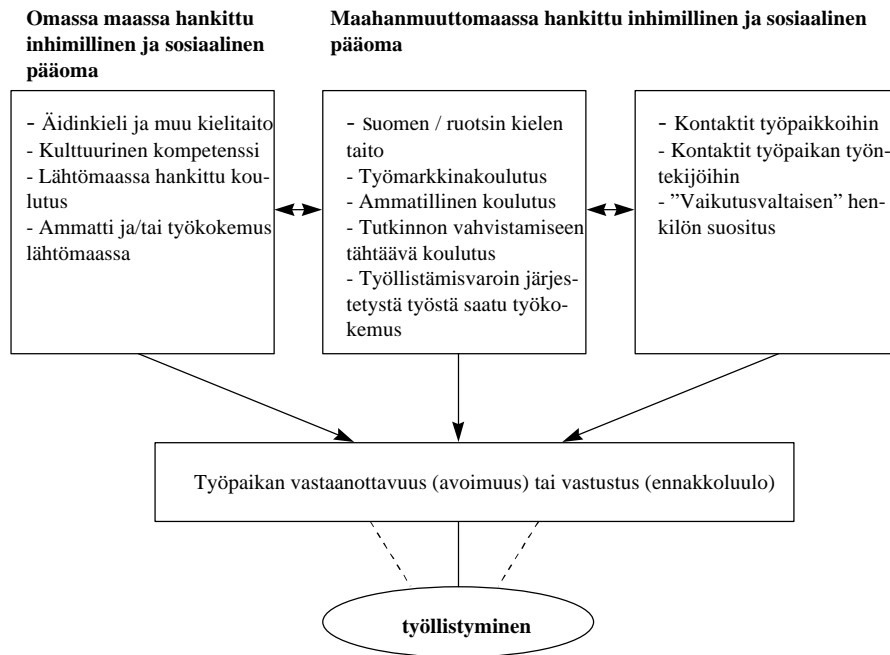 Omassa maassa hankittu
inhimillinen ja sosiaalinen
pääoma
Maahanmuuttomaassa hankittu inhimillinen ja sosiaalinen
pääoma
- Äidinkieli ja muu kielitaito
- Kulttuurinen kompetenssi
- Lähtömaassa hankittu kou-
lutus
- Ammatti ja/tai työkokemus
lähtömaassa
- suomen / ruotsin kielen
taito
- Työmarkkinakoulutus
- Ammatillinen koulutus
- Tutkinnon vahvistamiseen
tähtäävä koulutus
- Työllistämisvaroin järjes-
tetystä työstä saatu työko-
kemus
- Kontaktit työpaikkoihin
- Kontaktit työpaikan työn-
tekijöihin
- ”Vaikutusvaltaisen” hen-
kilön suositus
Työpaikan vastaanottavuus (avoimuus) tai vastustus (ennakkoluulo)
työllistyminen